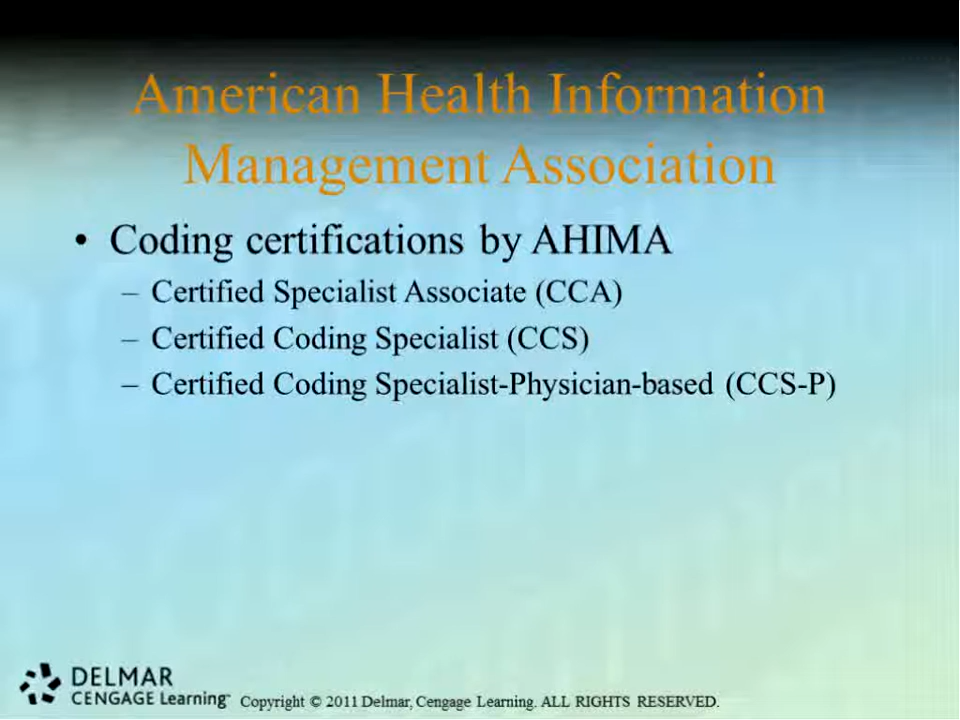 American Health Information
Management Association
• Coding certifications by AHIMA
– Certified Specialist Associate (CCA)
– Certified Coding Specialist (CCS)
– Certified Coding Specialist-Physician-based (CCS-P)
DELMAR
CENGAGE Learning™
Copyright © 2011 Delmar, Cengage Learning. ALL RIGHTS RESERVED.